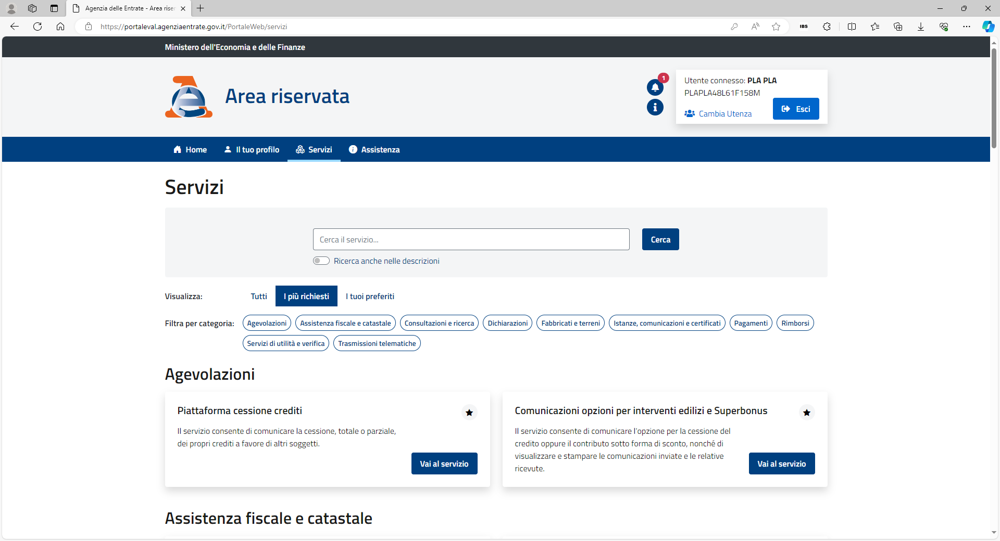 Agenzia delle Entrate - Area riser
https://portaleval.agenziaentrate.gov.it/PortaleWeb/servizi
IBS
Ministero dell'Economia e delle Finanze
Area riservata
1
Utente connesso: PLA PLA
PLAPLA48L61F158M
Cambia Utenza
Esci
Home
Il tuo profilo
Servizi
Assistenza
Servizi
Cerca il servizio...
Cerca
Ricerca anche nelle descrizioni
Visualizza:
Tutti
I più richiesti
I tuoi preferiti
Filtra per categoria:
Agevolazioni
Assistenza fiscale e catastale
Consultazioni e ricerca
Dichiarazioni
Fabbricati e terreni
Istanze, comunicazioni e certificati
Pagamenti
Rimborsi
Servizi di utilità e verifica
Trasmissioni telematiche
Agevolazioni
Piattaforma cessione crediti
Il servizio consente di comunicare la cessione, totale o parziale,
dei propri crediti a favore di altri soggetti.
Vai al servizio
Comunicazioni opzioni per interventi edilizi e Superbonus
Il servizio consente di comunicare l'opzione per la cessione del
credito oppure il contributo sotto forma di sconto, nonché di
visualizzare e stampare le comunicazioni inviate e le relative
ricevute.
Vai al servizio
Assistenza fiscale e catastale